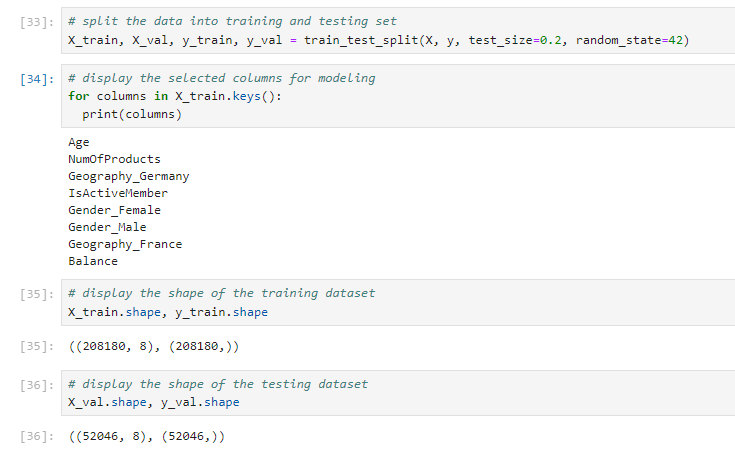 [33]: # split the data into training and testing set
X_train, X_val, y_train, y_val = train_test_split(X, y, test_size=0.2, random_state=42)
[34]: # display the selected columns for modeling
for columns in X_train.keys():
  print(columns)
Age
NumOfProducts
Geography_Germany
IsActiveMember
Gender_Female
Gender_Male
Geography_France
Balance
[35]: # display the shape of the training dataset
X_train.shape, y_train.shape
[35]: ((208180, 8), (208180,))
[36]: # display the shape of the testing dataset
X_val.shape, y_val.shape
[36]: ((52046, 8), (52046,))